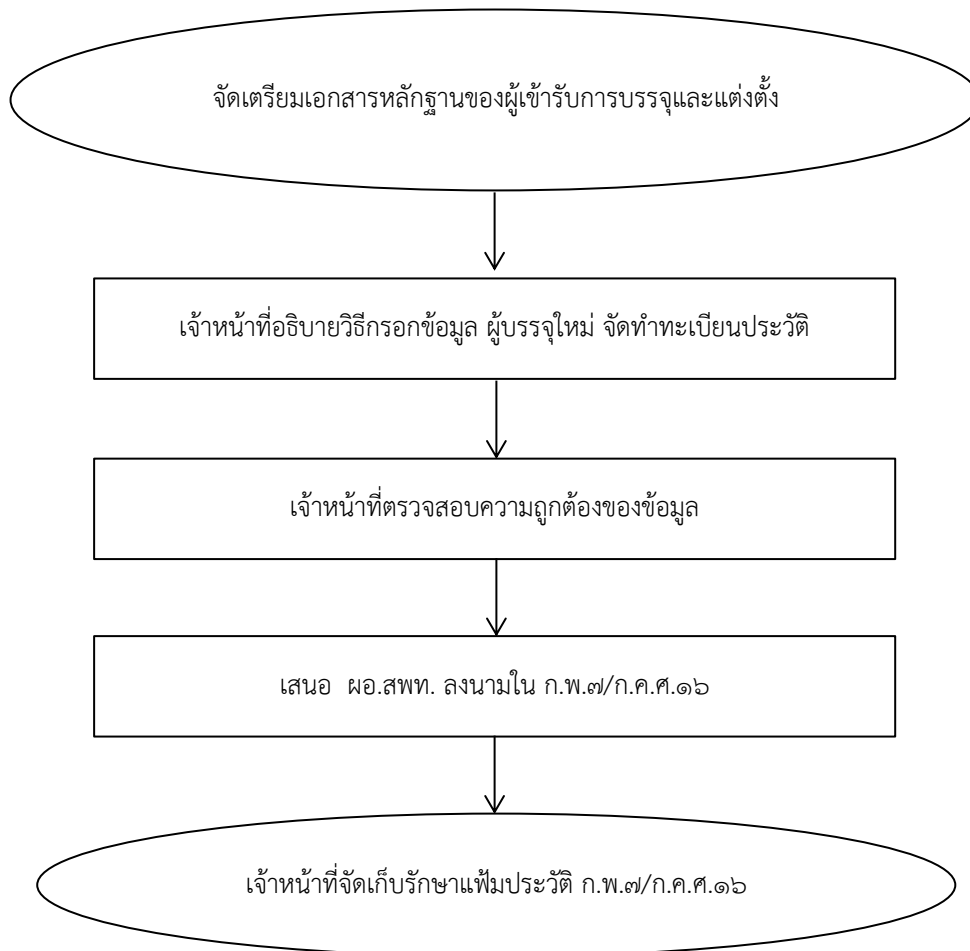 จัดเตรียมเอกสารหลักฐานของผู้เข้ารับการบรรจุและแต่งตั้ง
เจ้าหน้าที่อธิบายวิธีกรอกข้อมูล ผู้บรรจุใหม่ จัดทำทะเบียนประวัติ
เจ้าหน้าที่ตรวจสอบความถูกต้องของข้อมูล
เสนอ ผอ.สพท. ลงนามใน ก.พ.๗/ก.ค.ศ.๑๖
เจ้าหน้าที่จัดเก็บรักษาแฟ้มประวัติ ก.พ.๗/ก.ค.ศ.๑๖